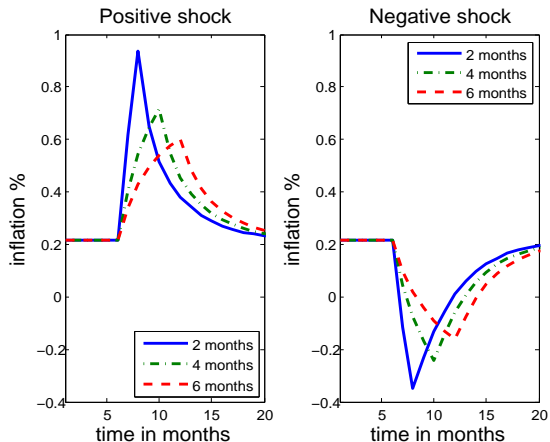 Positive shock
1
0.8
0.6
0.4
0.2
0
−0.2
−0.4
inflation %
2 months
4 months
6 months
5
10
15
20
time in months
Negative shock
1
0.8
0.6
0.4
0.2
0
−0.2
−0.4
inflation %
2 months
4 months
6 months
5
10
15
20
time in months